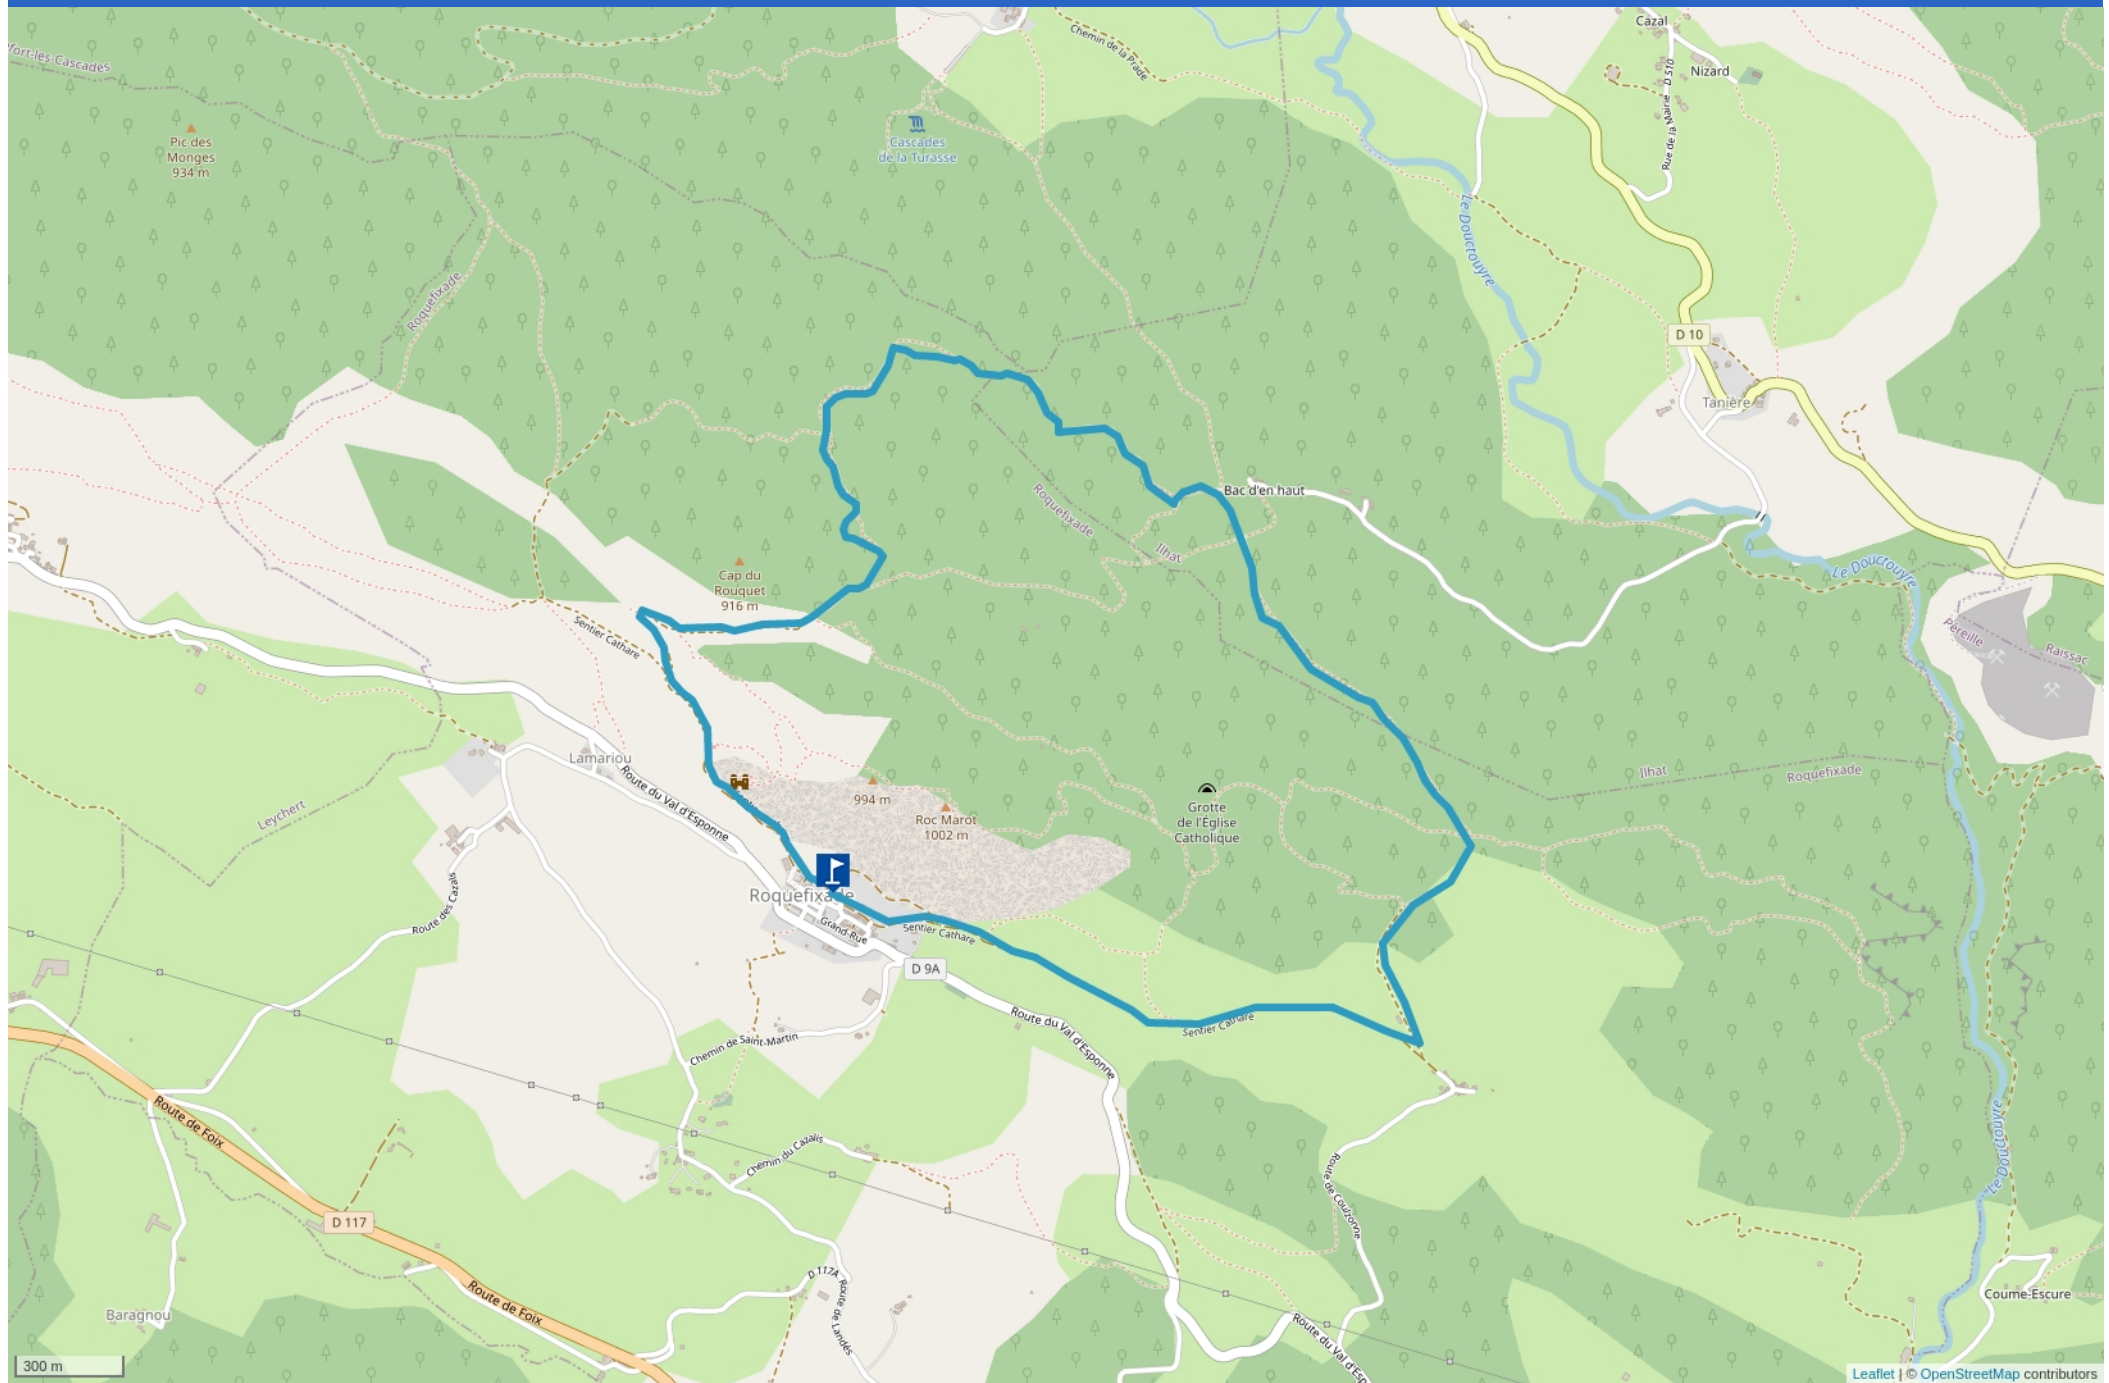 Cazal
Chemin de la Prade
Nizard
Rue de la Mairie
D 510
fort-les Cascades
Pic des
Monges
934 m
Cascades
de la Turasse
Le Douctouyre
Roquefixade
D 10
Tanière
Bac d'en haut
Roquefixade
Ilhat
Le Douctouyre
Cap du
Rouquet
916 m
Sentier Cathare
Péreille
Raissac
Lamariou
Route du Val d'Esponne
Ilhat
Roquefixade
994 m
Roc Marot
1002 m
Grotte
de l'Église
Catholique
Leychert
Route des Cazals
Roquefixade
Grand-Rue
Sentier Cathare
D 9A
Route du Val d'Esponne
Sentier Cathare
Chemin de Saint-Martin
Route de Foix
Chemin du Cazalis
Route de Coulzonne
Le Douctouyre
D 117
D 117A
Route de Landés
Route de Foix
Baragnou
Coume-Escure
Route du Val d'Esp
300 m
Leaflet | © OpenStreetMap contributors